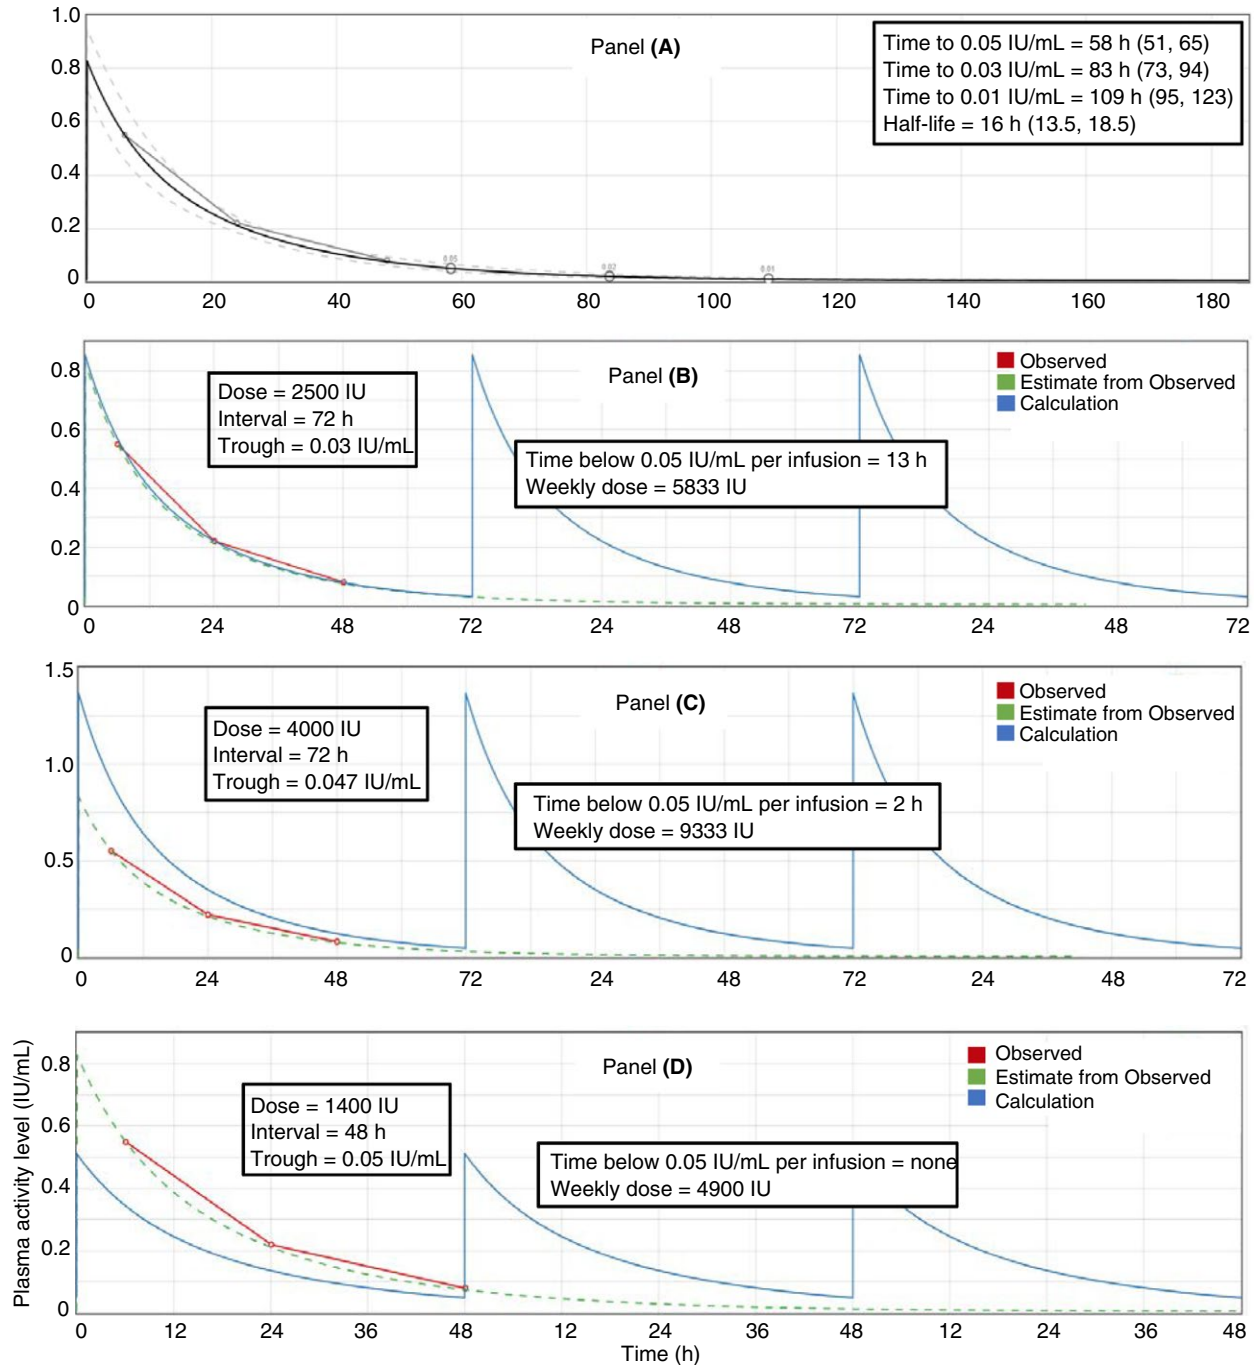 1.0
Panel (A)
Time to 0.05 IU/mL = 58 h (51, 65)
Time to 0.03 IU/mL = 83 h (73, 94)
Time to 0.01 IU/mL = 109 h (95, 123)
Half-life = 16 h (13.5, 18.5)
0.8
0.6
0.4
0.2
0
0.05
0.02
0.01
0 20 40 60 80 100 120 140 160 180
Panel (B)
Observed
Estimate from Observed
Calculation
Dose = 2500 IU
Interval = 72 h
Trough = 0.03 IU/mL
Time below 0.05 IU/mL per infusion = 13 h
Weekly dose = 5833 IU
0.8
0.6
0.4
0.2
0
0 24 48 72 24 48 72 24 48 72
Panel (C)
Observed
Estimate from Observed
Calculation
Dose = 4000 IU
Interval = 72 h
Trough = 0.047 IU/mL
Time below 0.05 IU/mL per infusion = 2 h
Weekly dose = 9333 IU
1.5
1.0
0.5
0
0 24 48 72 24 48 72 24 48 72
Panel (D)
Observed
Estimate from Observed
Calculation
Dose = 1400 IU
Interval = 48 h
Trough = 0.05 IU/mL
Time below 0.05 IU/mL per infusion = none
Weekly dose = 4900 IU
Plasma activity level (IU/mL)
0.8
0.6
0.4
0.2
0
0 12 24 36 48 12 24 36 48 12 24 36 48
Time (h)